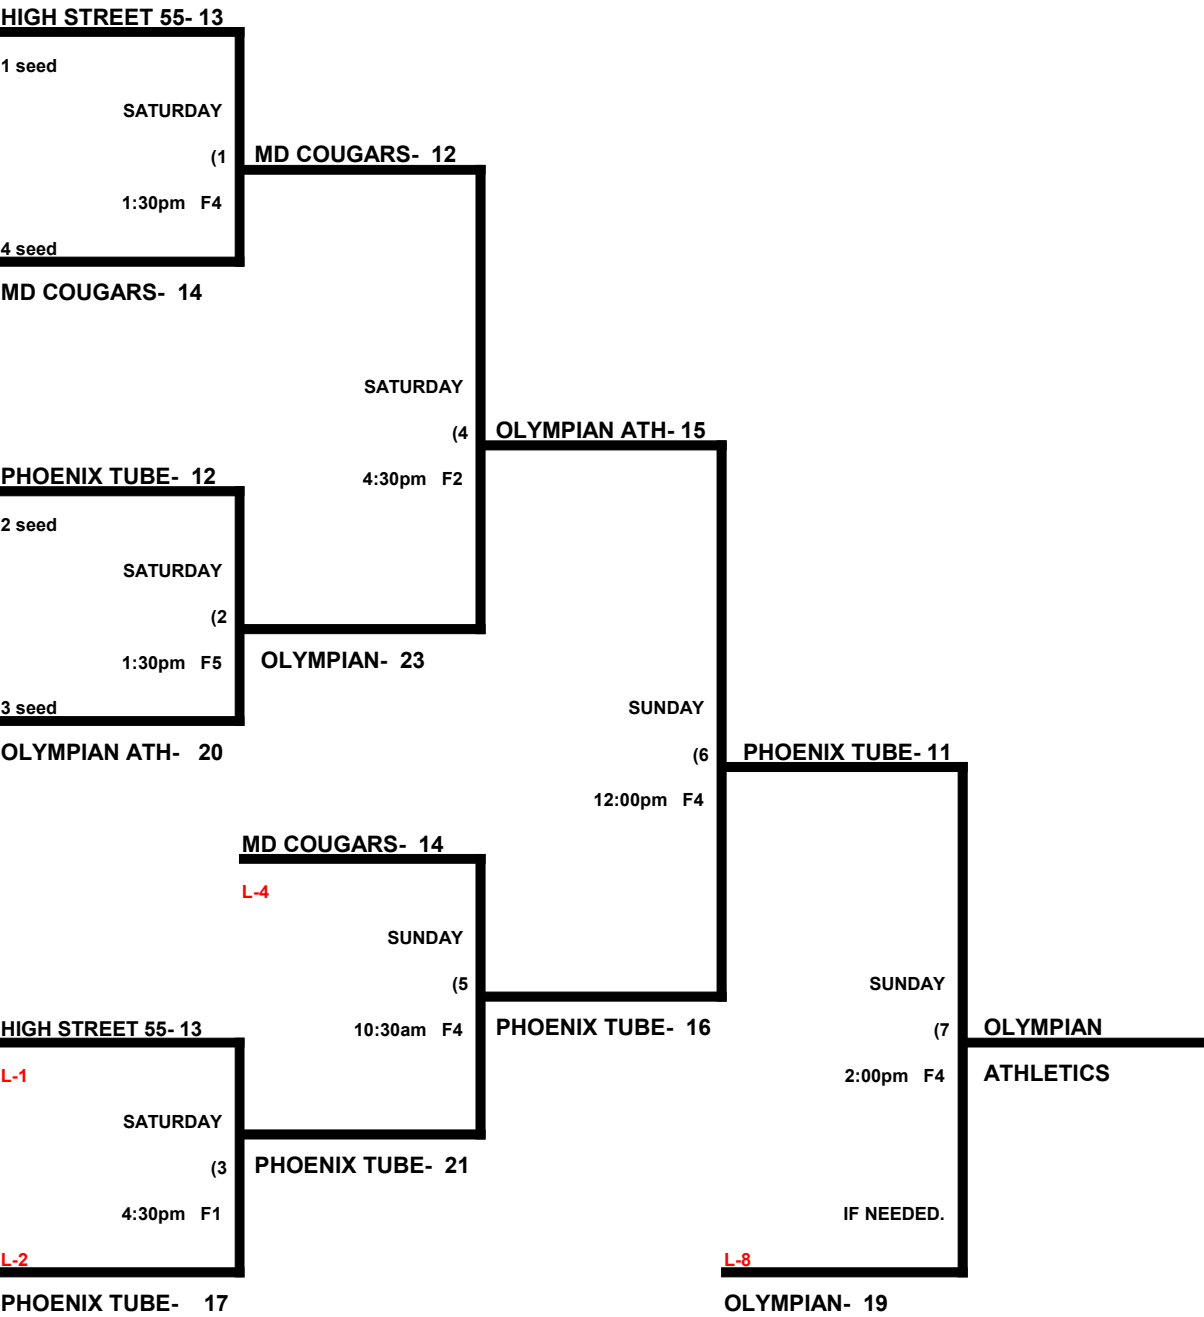 HIGH STREET 55- 13
1 seed
SATURDAY
(1
MD COUGARS-  12
1:30pm   F4
4 seed
MD COUGARS-  14
SATURDAY
(4
OLYMPIAN ATH- 15
PHOENIX TUBE-  12
4:30pm   F2
2 seed
SATURDAY
(2
1:30pm   F5
OLYMPIAN-  23
3 seed
SUNDAY
OLYMPIAN ATH-   20
(6
PHOENIX TUBE- 11
12:00pm   F4
MD COUGARS-  14
L-4
SUNDAY
(5
SUNDAY
HIGH STREET 55- 13
10:30am   F4
PHOENIX TUBE-  16
(7
OLYMPIAN
L-1
2:00pm   F4
ATHLETICS
SATURDAY
(3
PHOENIX TUBE-  21
4:30pm   F1
IF NEEDED.
L-2
L-8
PHOENIX TUBE-    17
OLYMPIAN-  19